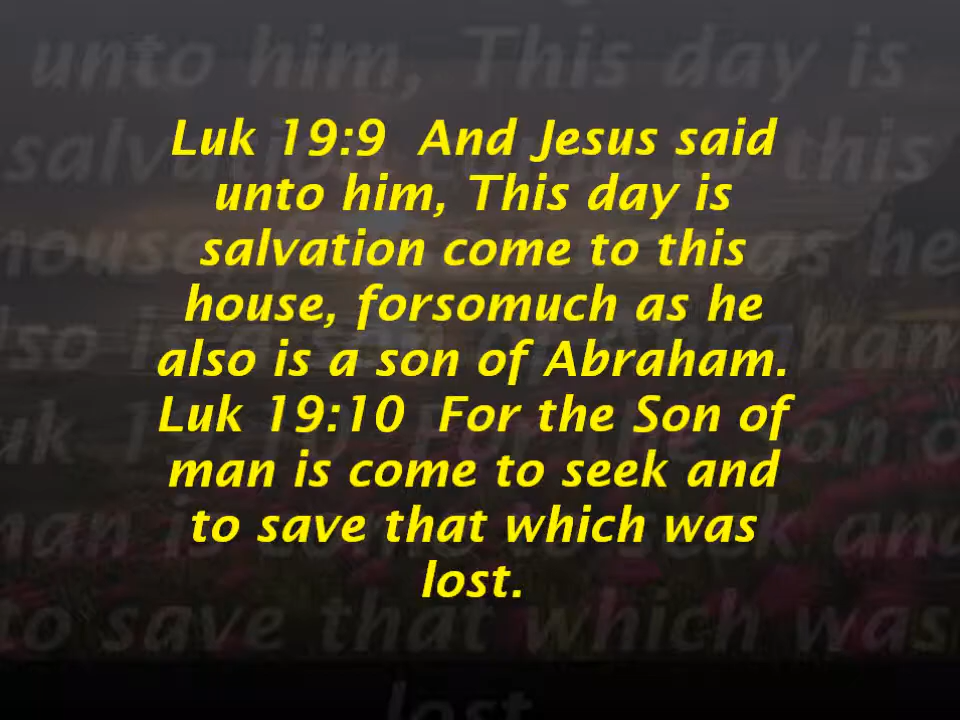 Luk 19:9  And Jesus said
unto him, This day is
salvation come to this
house, forsomuch as he
also is a son of Abraham.
Luk 19:10  For the Son of
man is come to seek and
to save that which was
lost.